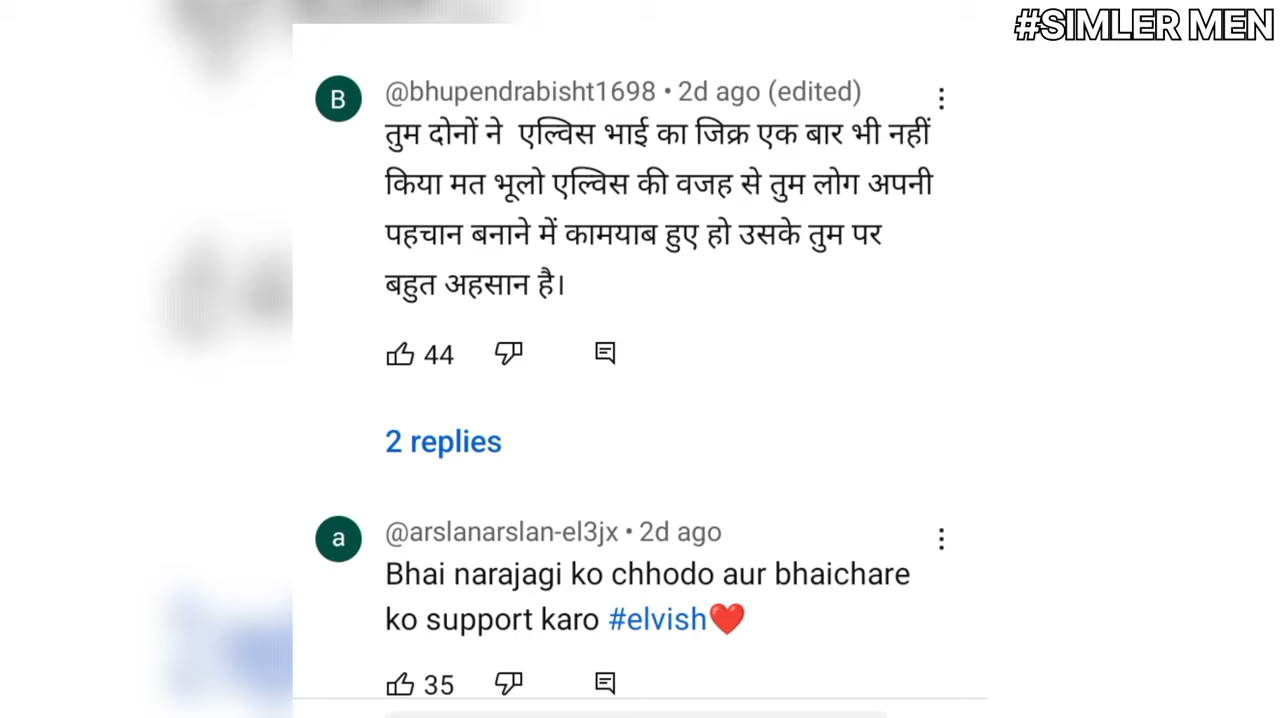 #SIMLER MEN
B
@bhupendrabisht1698 • 2d ago (edited)
तुम दोनों ने एल्विस भाई का जिक्र एक बार भी नहीं
किया मत भूलो एल्विस की वजह से तुम लोग अपनी
पहचान बनाने में कामयाब हुए हो उसके तुम पर
बहुत अहसान है।
44
2 replies
a
@arslanarslan-el3jx • 2d ago
Bhai narajagi ko chhodo aur bhaichare
ko support karo #elvish❤️
35